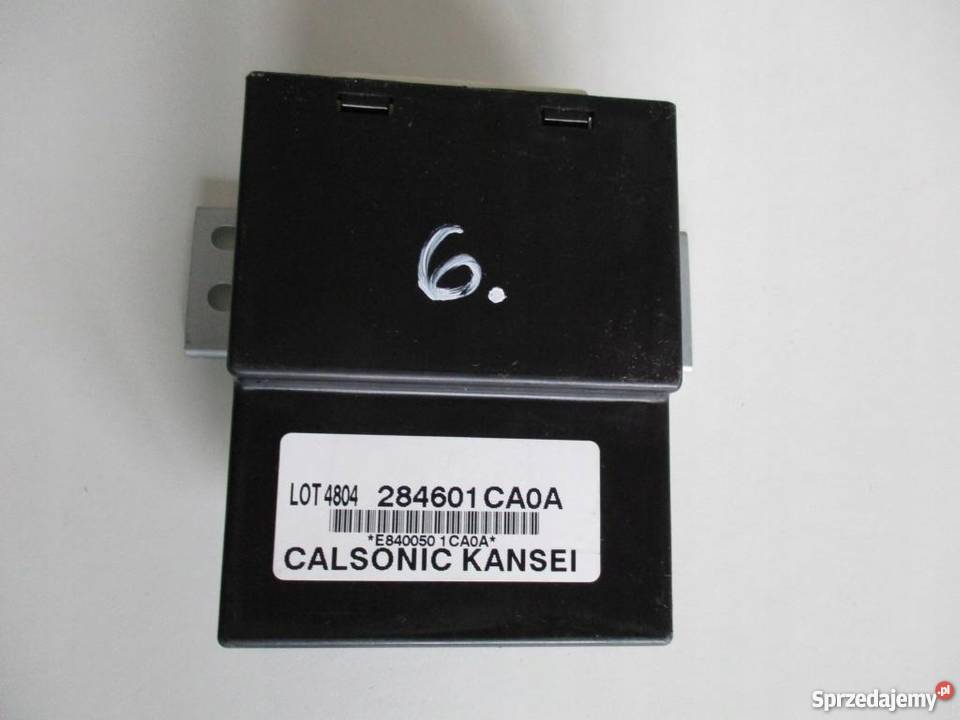 6.
LOT 4804 284601CA0A
*E840050 1CA0A*
CALSONIC KANSEI
Sprzedajemy.pl